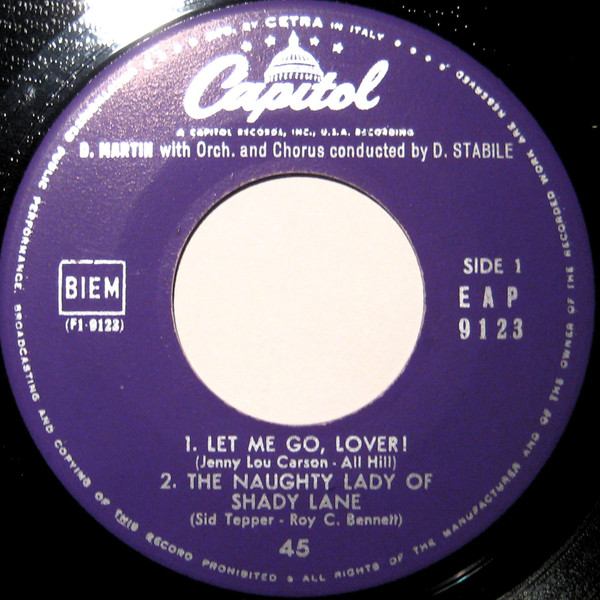 BY CETRA IN ITALY
Capitol
A CAPITOL RECORDS, INC., U.S.A. RECORDING
D. MARTIN with Orch. and Chorus conducted by D. STABILE
BIEM
(F1-9123)
SIDE 1
EAP
9123
1. LET ME GO, LOVER!
(Jenny Lou Carson - All Hill)
2. THE NAUGHTY LADY OF
SHADY LANE
(Sid Tepper - Roy C. Bennett)
45
PUBLIC PERFORMANCE, BROADCASTING AND COPYING OF THIS RECORD PROHIBITED ALL RIGHTS OF THE MANUFACTURER AND OF THE OWNER OF THE RECORDED WORK ARE RESERVED